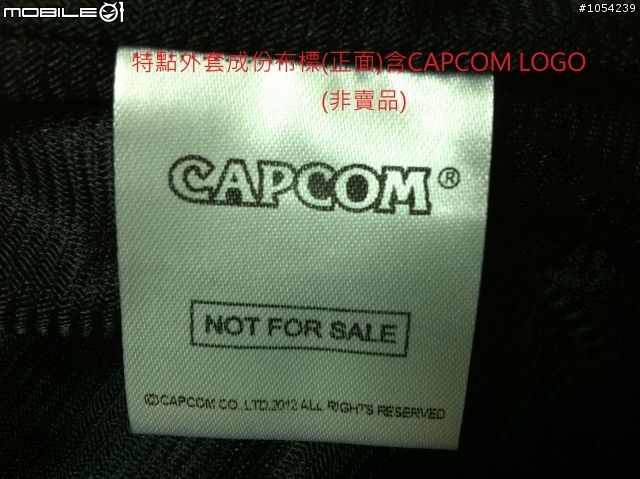 MOBILE01
#1054239
特點外套成份布標(正面)含CAPCOM LOGO
(非賣品)
CAPCOM®
NOT FOR SALE
©CAPCOM CO.,LTD.2012 ALL RIGHTS RESERVED